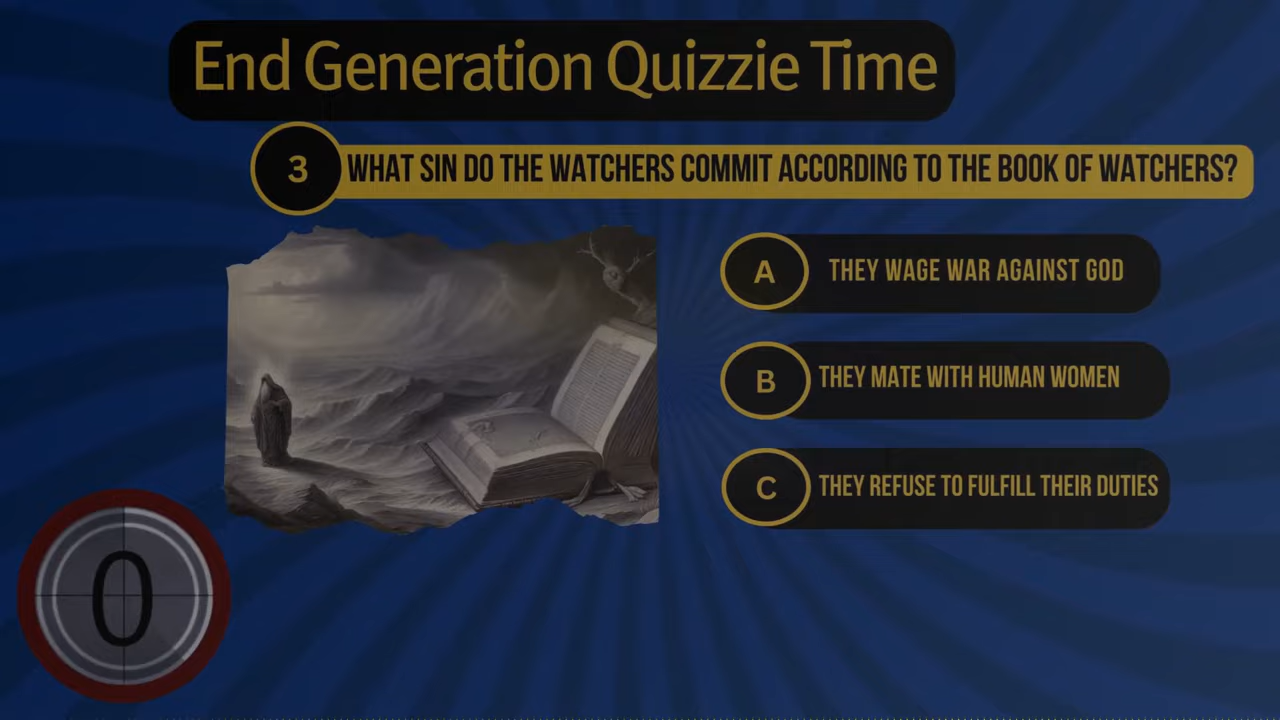 End Generation Quizzie Time
3 WHAT SIN DO THE WATCHERS COMMIT ACCORDING TO THE BOOK OF WATCHERS?
A THEY WAGE WAR AGAINST GOD
B THEY MATE WITH HUMAN WOMEN
C THEY REFUSE TO FULFILL THEIR DUTIES
0